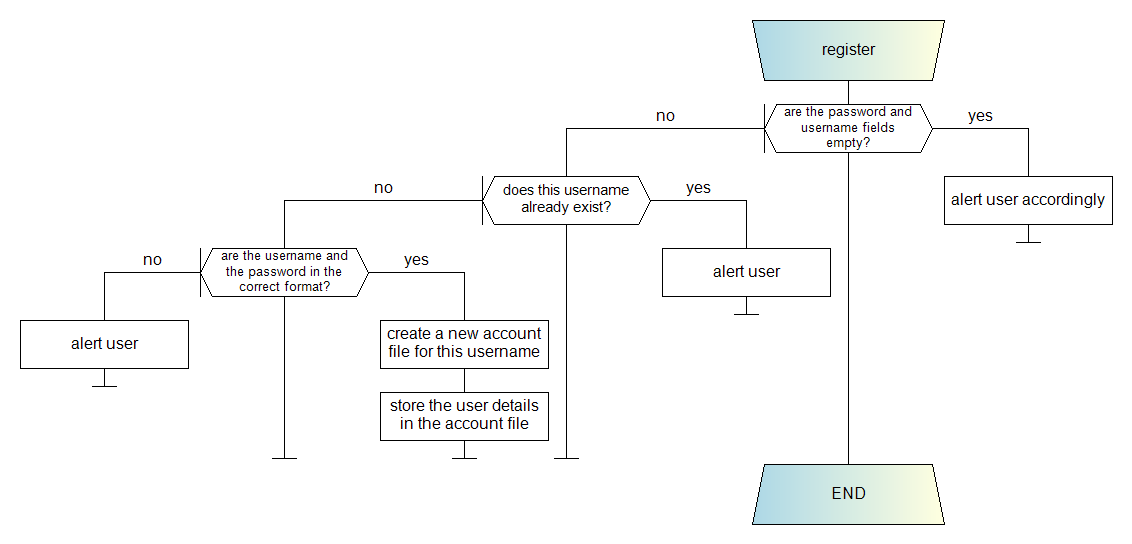 register
no
are the password and
username fields
empty?
yes
no
does this username
already exist?
yes
alert user accordingly
no
are the username and
the password in the
correct format?
yes
alert user
alert user
create a new account
file for this username
store the user details
in the account file
END